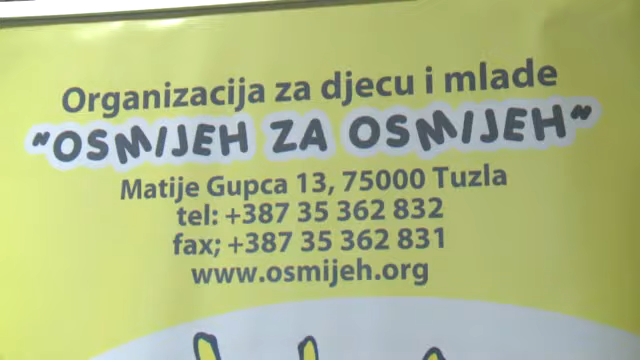 Organizacija za djecu i mlade
"OSMIJEH ZA OSMIJEH"
Matije Gupca 13, 75000 Tuzla
tel: +387 35 362 832
fax; +387 35 362 831
www.osmijeh.org